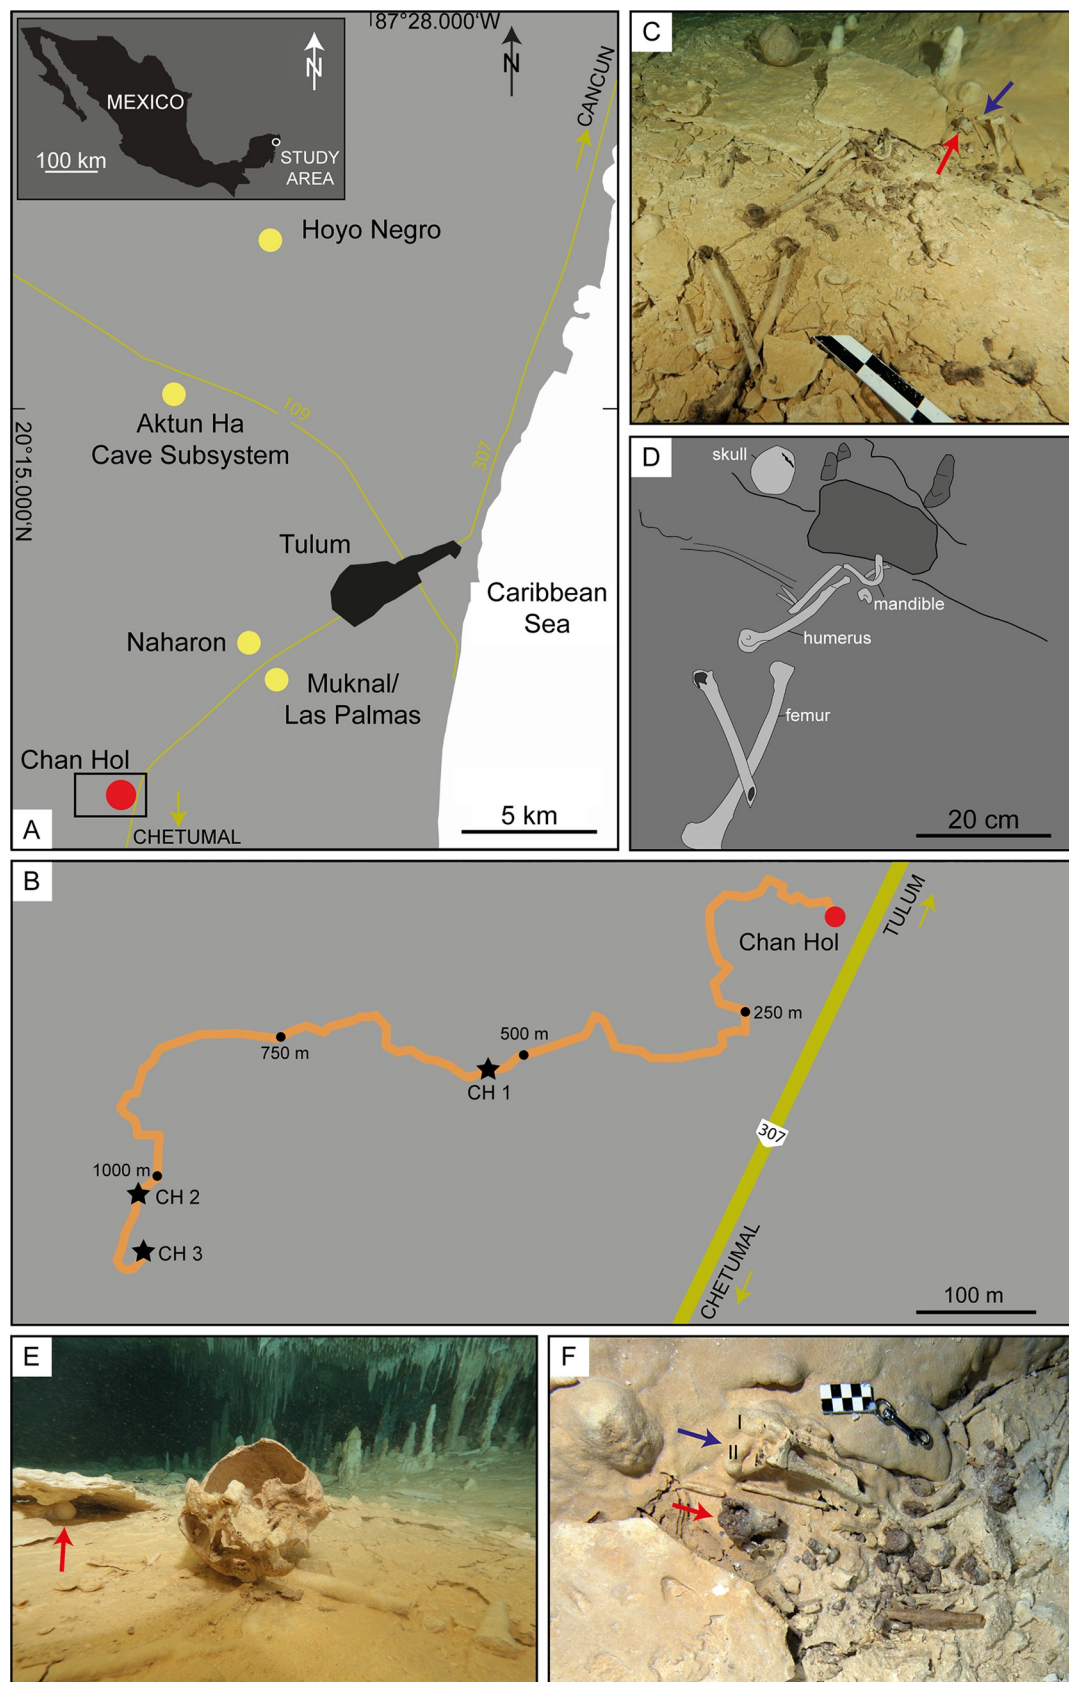 87°28.000'W
N
MEXICO
100 km
STUDY
AREA
N
CANCUN
Hoyo Negro
Aktun Ha
Cave Subsystem
109
307
20°15.000'N
Tulum
Caribbean
Sea
Naharon
Muknal/
Las Palmas
Chan Hol
CHETUMAL
5 km
A
C
D
skull
mandible
humerus
femur
20 cm
B
TULUM
Chan Hol
250 m
500 m
750 m
CH 1
307
1000 m
CH 2
CH 3
CHETUMAL
100 m
E
F
I
II